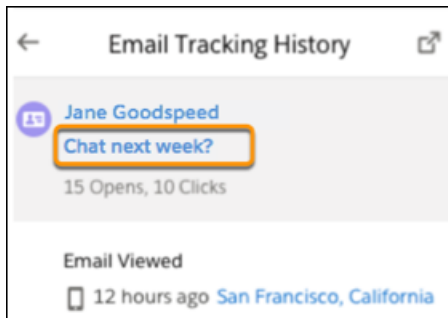 Email Tracking History
Jane Goodspeed
Chat next week?
15 Opens, 10 Clicks
Email Viewed
12 hours ago San Francisco, California